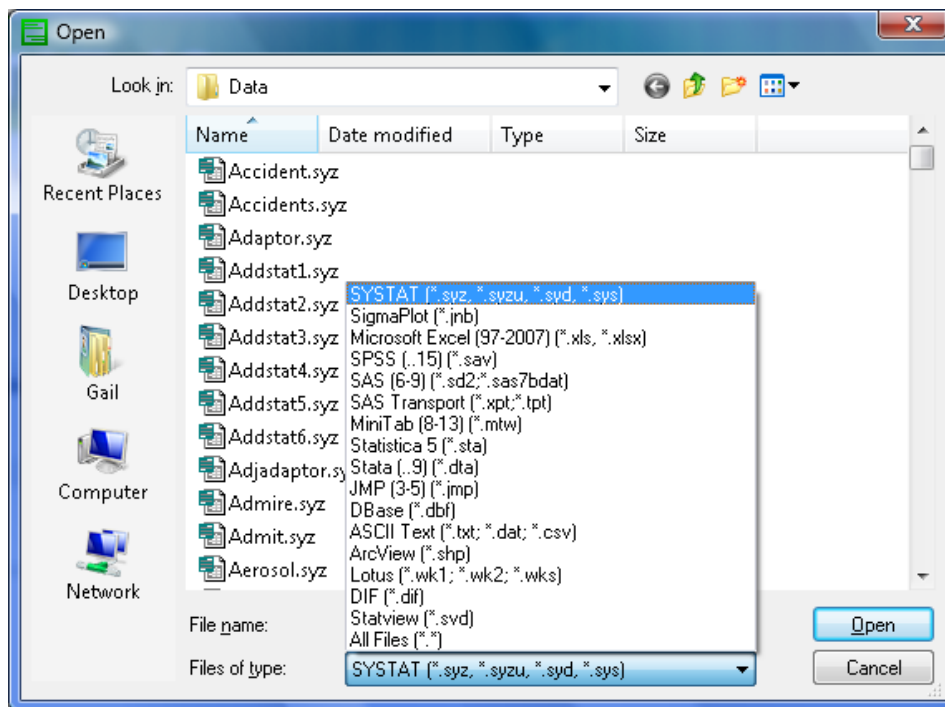 Open
X
Look in: Data
Name Date modified Type Size
Recent Places
Desktop
Gail
Computer
Network
Accident.syz
Accidents.syz
Adaptor.syz
Addstat1.syz
Addstat2.syz
Addstat3.syz
Addstat4.syz
Addstat5.syz
Addstat6.syz
Adjadaptor.sy
Admire.syz
Admit.syz
Aerosol.syz
SYSTAT (*.syz, *.syzu, *.syd, *.sys)
SigmaPlot (*.jnb)
Microsoft Excel (97-2007) (*.xls, *.xlsx)
SPSS (..15) (*.sav)
SAS (6-9) (*.sd2;*.sas7bdat)
SAS Transport (*.xpt;*.tpt)
MiniTab (8-13) (*.mtw)
Statistica 5 (*.sta)
Stata (..9) (*.dta)
JMP (3-5) (*.jmp)
DBase (*.dbf)
ASCII Text (*.txt; *.dat; *.csv)
ArcView (*.shp)
Lotus (*.wk1; *.wk2; *.wks)
DIF (*.dif)
Statview (*.svd)
All Files (*.*)
File name:
Open
Files of type: SYSTAT (*.syz, *.syzu, *.syd, *.sys)
Cancel